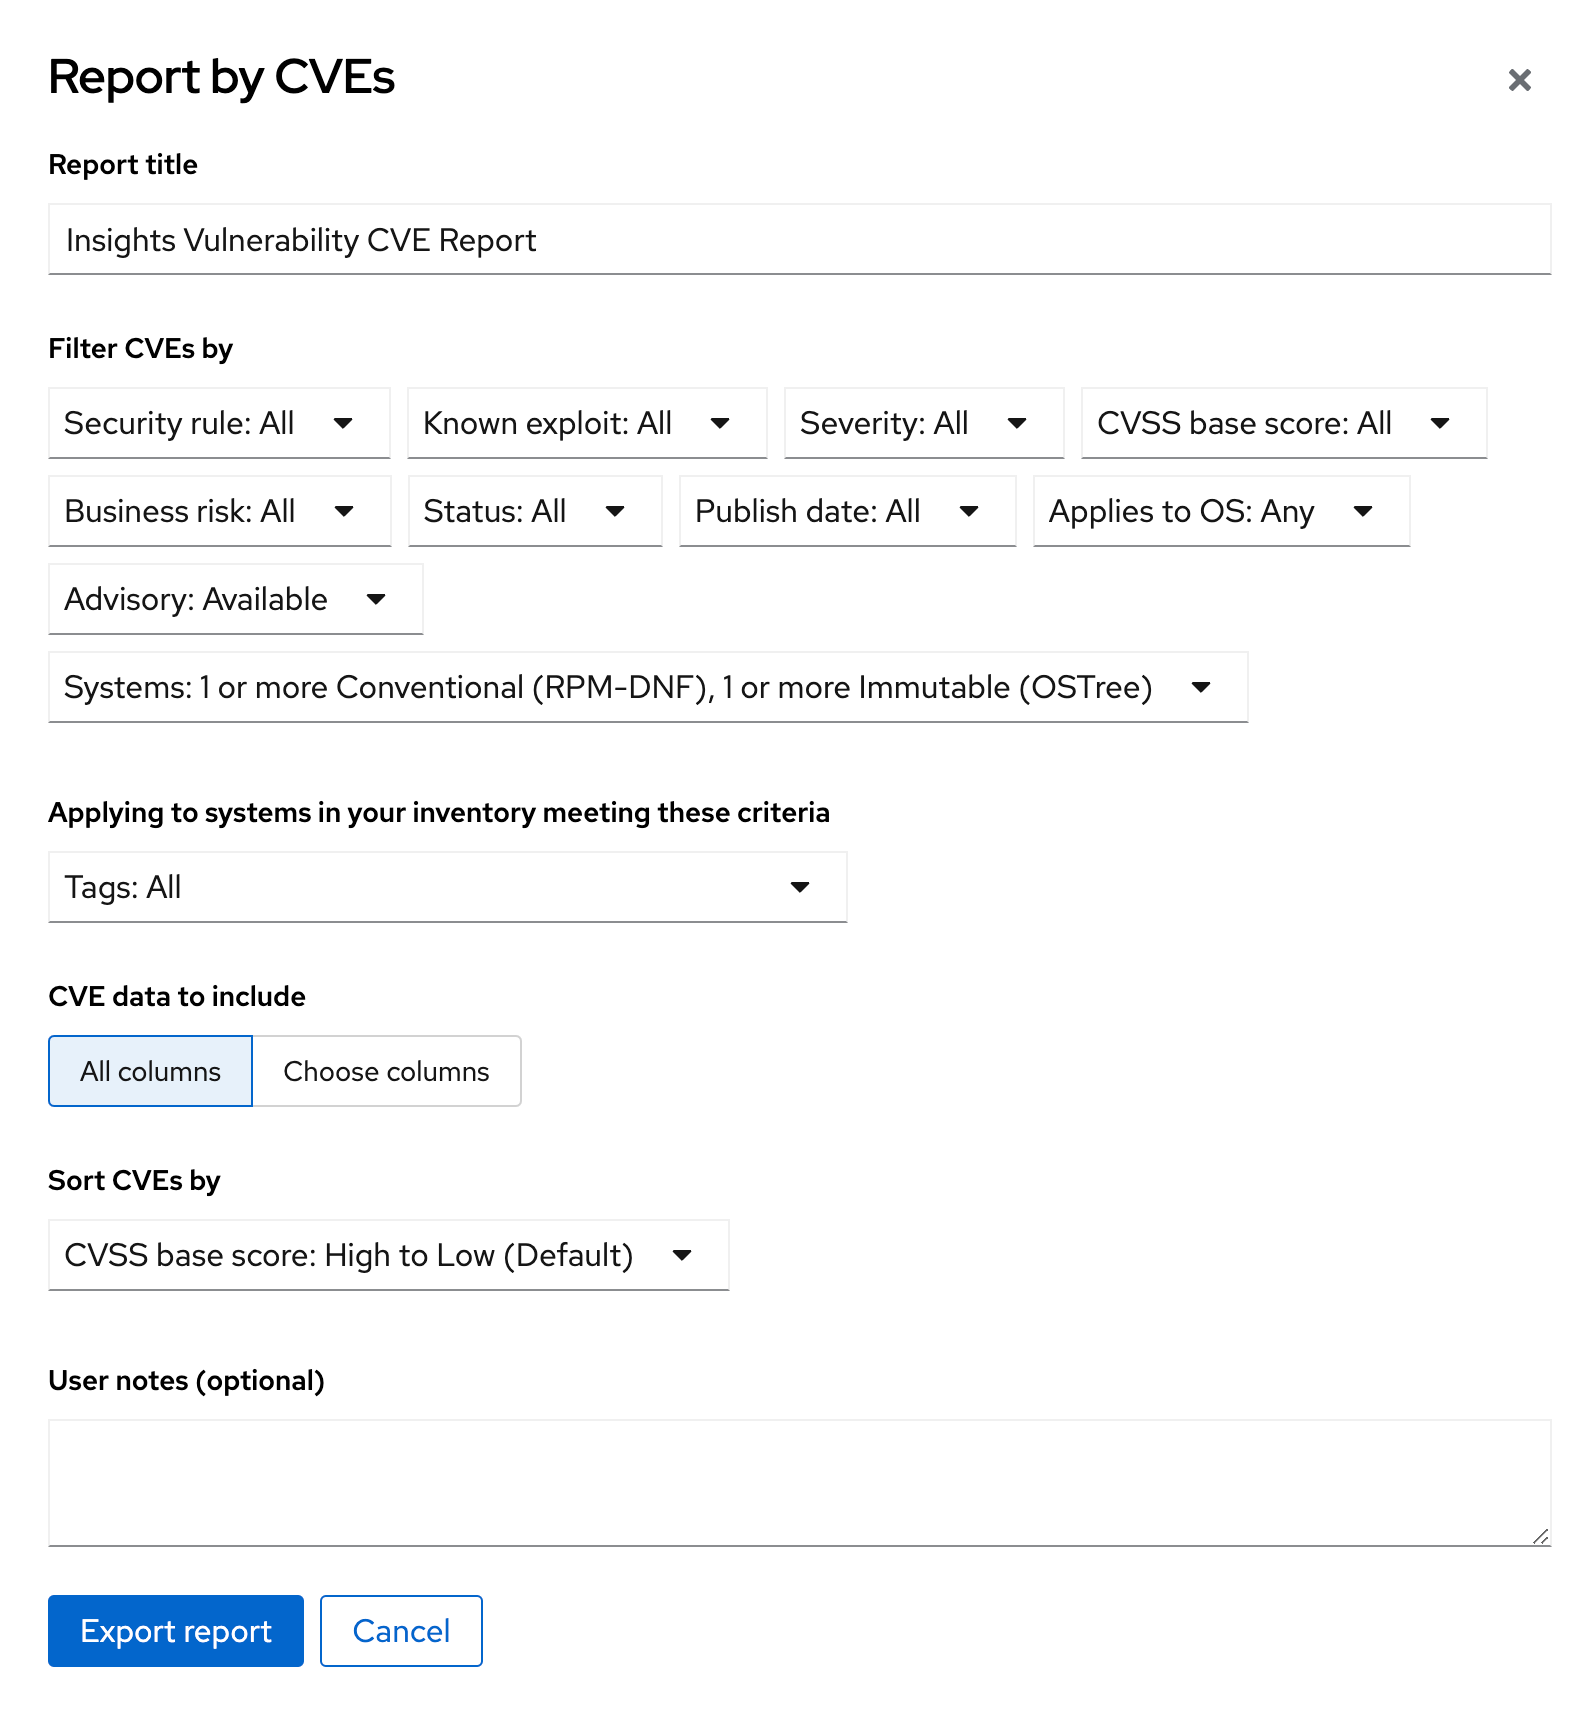 Report by CVEs
Report title
Insights Vulnerability CVE Report
Filter CVEs by
Security rule: All Known exploit: All Severity: All CVSS base score: All
Business risk: All Status: All Publish date: All Applies to OS: Any
Advisory: Available
Systems: 1 or more Conventional (RPM-DNF), 1 or more Immutable (OSTree)
Applying to systems in your inventory meeting these criteria
Tags: All
CVE data to include
All columns Choose columns
Sort CVEs by
CVSS base score: High to Low (Default)
User notes (optional)
Export report Cancel